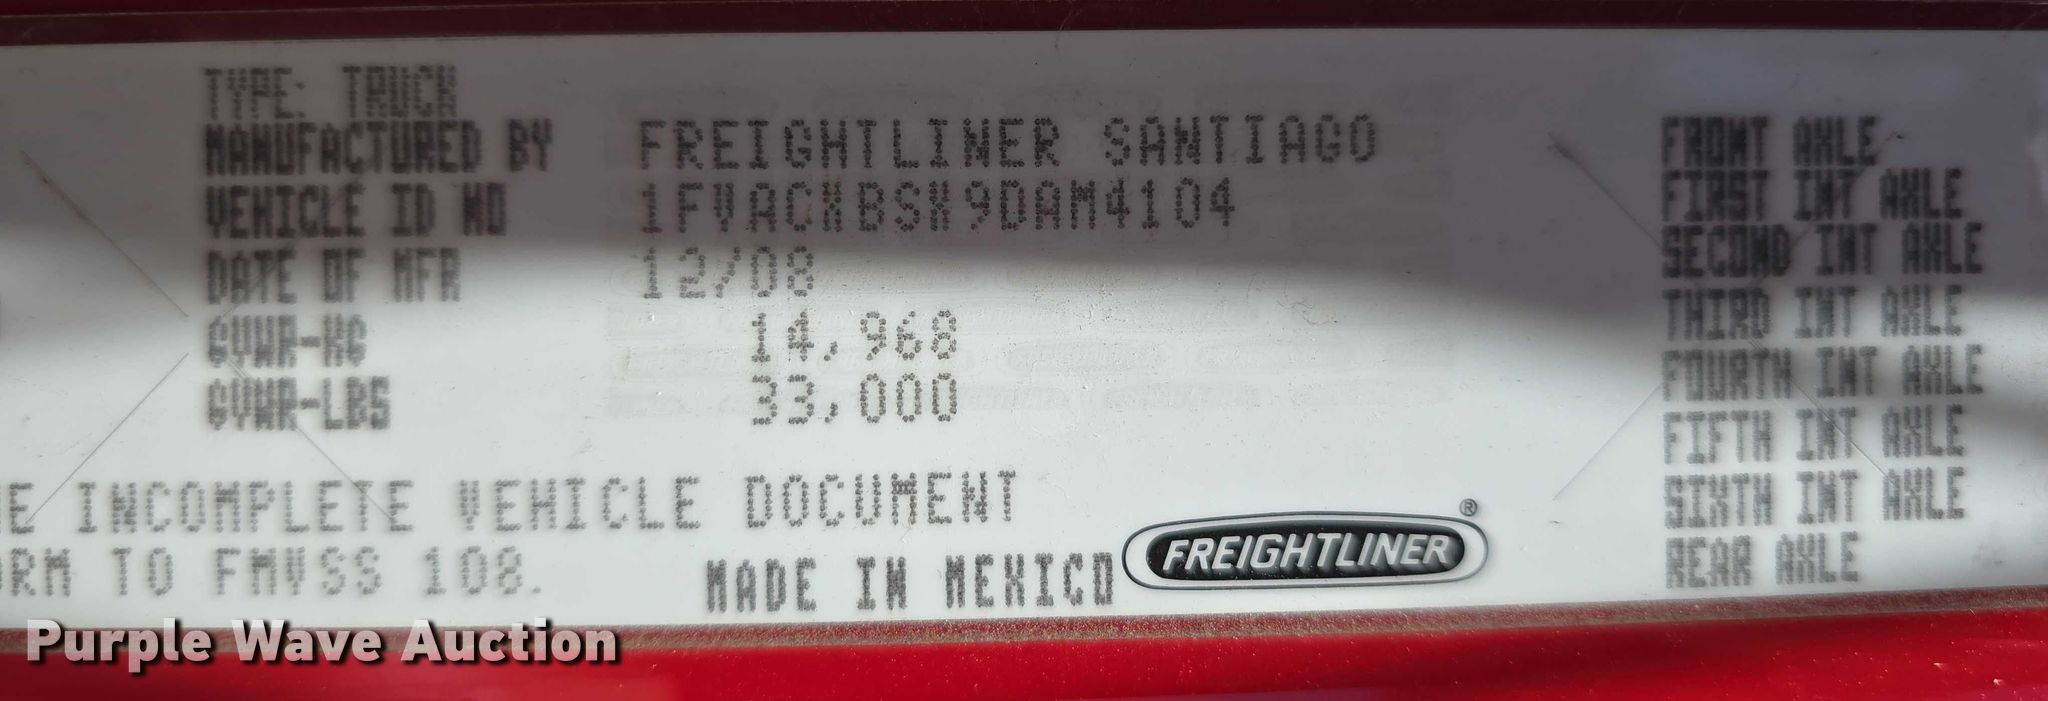 TYPE: TRUCK
MANUFACTURED BY FREIGHTLINER SANTIAGO
VEHICLE ID NO 1FVACXBSX9DAM4104
DATE OF MFR 12/08
GVWR-KG 14,968
GVWR-LBS 33,000
E INCOMPLETE VEHICLE DOCUMENT
RM TO FMVSS 108.
MADE IN MEXICO
FREIGHTLINER®
FRONT AXLE
FIRST INT AXLE
SECOND INT AXLE
THIRD INT AXLE
FOURTH INT AXLE
FIFTH INT AXLE
SIXTH INT AXLE
REAR AXLE
Purple Wave Auction